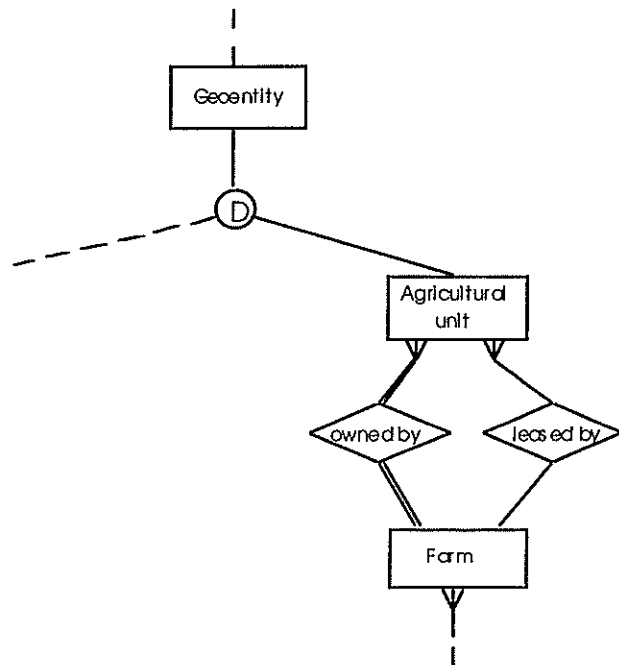 Geoentity
D
Agricultural
unit
owned by
leased by
Farm